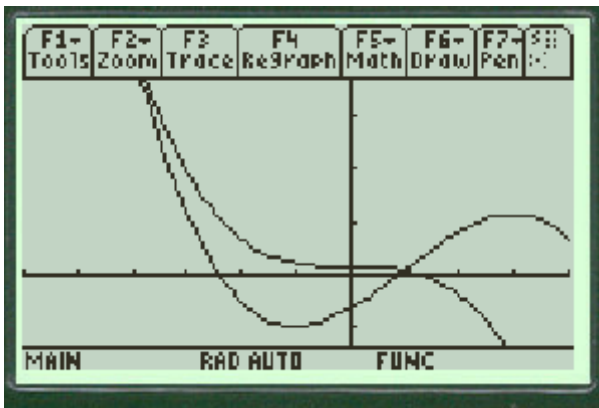 F1 F2 F3 F4 F5 F6 F7
Tools Zoom Trace ReGraph Math Draw Pen
MAIN RAD AUTO FUNC